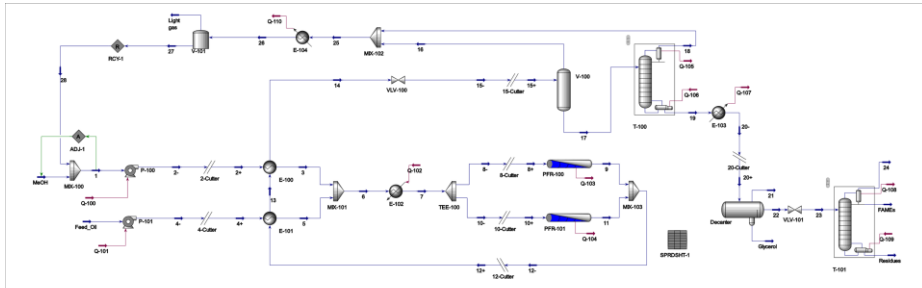 Light
gas
Q-110
E-104
V-101
27
26
25
MIX-102
16
18
RCY-1
28
14
VLV-100
15-
15-Cutter
15+
V-100
17
Q-105
Q-106
T-100
19
Q-107
E-103
20-
20-Cutter
20+
ADJ-1
MeOH
MIX-100
1
P-100
Q-100
2-
2-Cutter
2+
E-100
3
13
Feed_Oil
P-101
Q-101
4-
4-Cutter
4+
E-101
5
MIX-101
6
Q-102
E-102
7
TEE-100
8-
8-Cutter
8+
PFR-100
Q-103
9
10-
10-Cutter
10+
PFR-101
Q-104
11
MIX-103
12+
12-Cutter
12-
SPRDSHT-1
Decanter
21
22
VLV-101
23
Glycerol
24
Q-108
FAMEs
Q-109
Residues
T-101